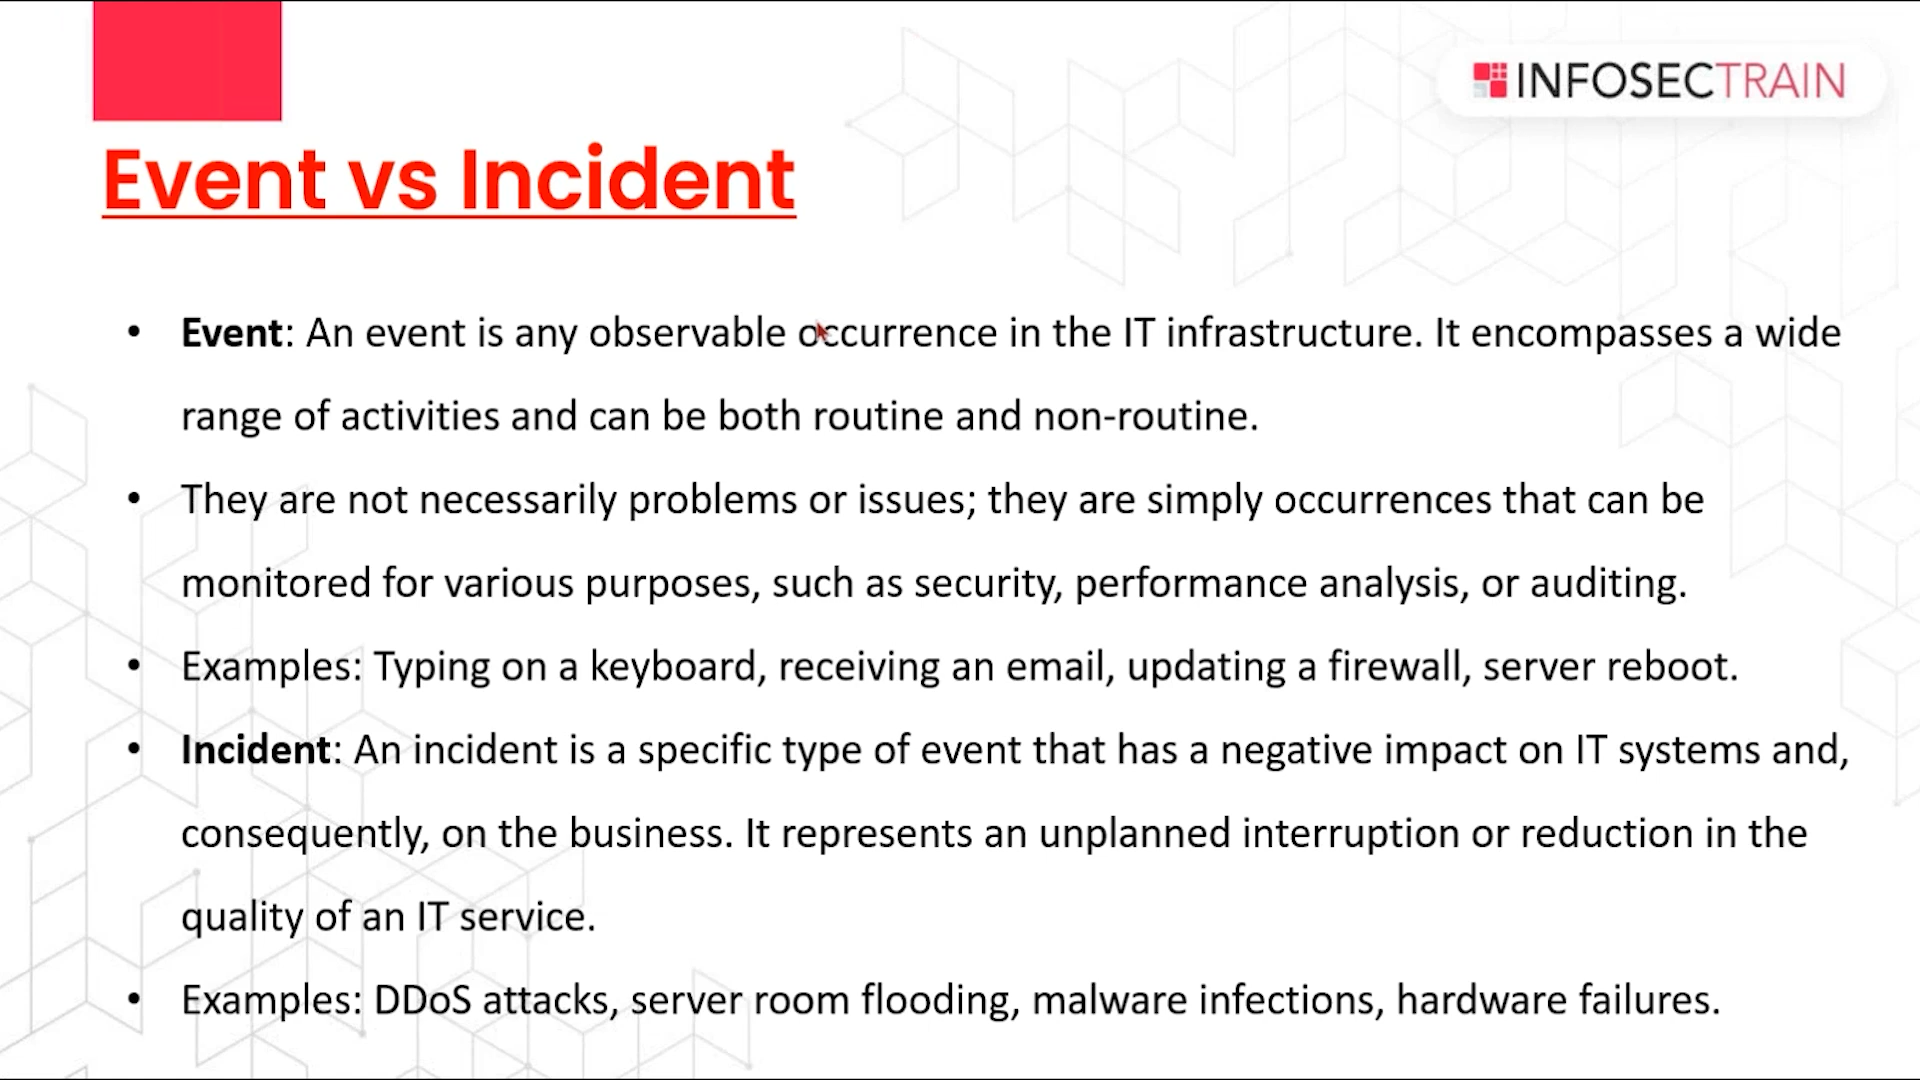 INFOSECTRAIN
Event vs Incident
• Event: An event is any observable occurrence in the IT infrastructure. It encompasses a wide
range of activities and can be both routine and non-routine.
• They are not necessarily problems or issues; they are simply occurrences that can be
monitored for various purposes, such as security, performance analysis, or auditing.
• Examples: Typing on a keyboard, receiving an email, updating a firewall, server reboot.
• Incident: An incident is a specific type of event that has a negative impact on IT systems and,
consequently, on the business. It represents an unplanned interruption or reduction in the
quality of an IT service.
• Examples: DDoS attacks, server room flooding, malware infections, hardware failures.